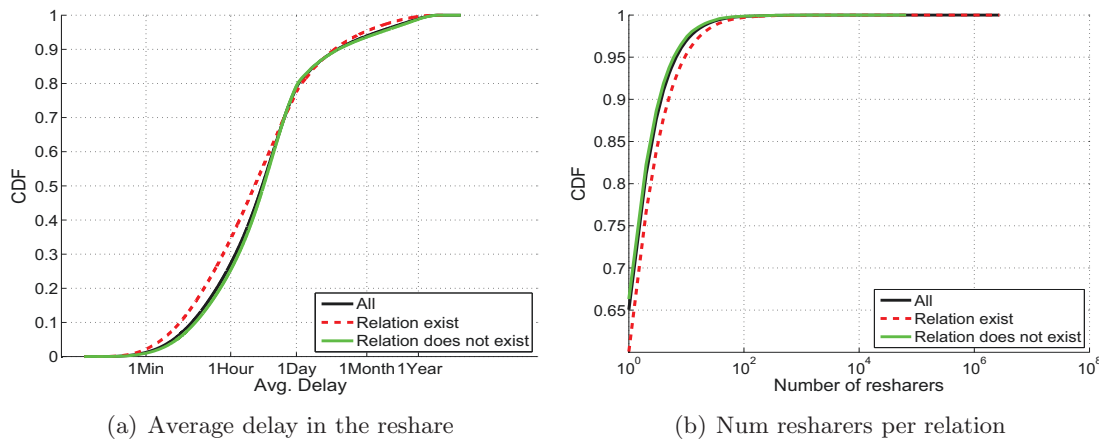 1
0.9
0.8
0.7
0.6
0.5
0.4
0.3
0.2
0.1
0
CDF
1Min 1Hour 1Day 1Month 1Year
Avg. Delay
All
Relation exist
Relation does not exist
(a) Average delay in the reshare
1
0.95
0.9
0.85
0.8
0.75
0.7
0.65
CDF
10^0 10^2 10^4 10^6 10^8
Number of resharers
All
Relation exist
Relation does not exist
(b) Num resharers per relation